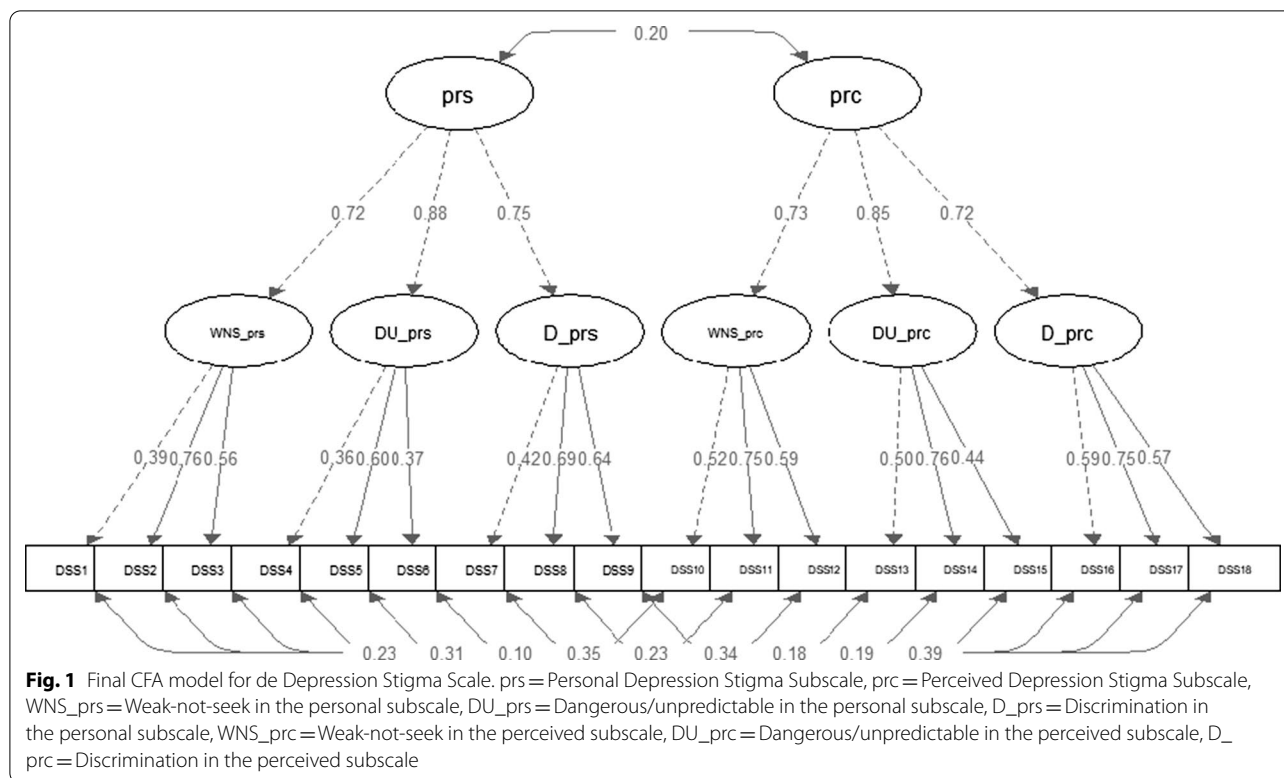 0.20
prs prc
0.72 0.88 0.75 0.73 0.85 0.72
WNS_prs DU_prs D_prs WNS_prc DU_prc D_prc
0.39 0.76 0.56 0.36 0.60 0.37 0.42 0.69 0.64 0.52 0.75 0.59 0.50 0.76 0.44 0.59 0.75 0.57
DSS1 DSS2 DSS3 DSS4 DSS5 DSS6 DSS7 DSS8 DSS9 DSS10 DSS11 DSS12 DSS13 DSS14 DSS15 DSS16 DSS17 DSS18
0.23 0.31 0.10 0.35 0.23 0.34 0.18 0.19 0.39
Fig. 1 Final CFA model for de Depression Stigma Scale. prs = Personal Depression Stigma Subscale, prc = Perceived Depression Stigma Subscale,
WNS_prs = Weak-not-seek in the personal subscale, DU_prs = Dangerous/unpredictable in the personal subscale, D_prs = Discrimination in
the personal subscale, WNS_prc = Weak-not-seek in the perceived subscale, DU_prc = Dangerous/unpredictable in the perceived subscale, D_
prc = Discrimination in the perceived subscale